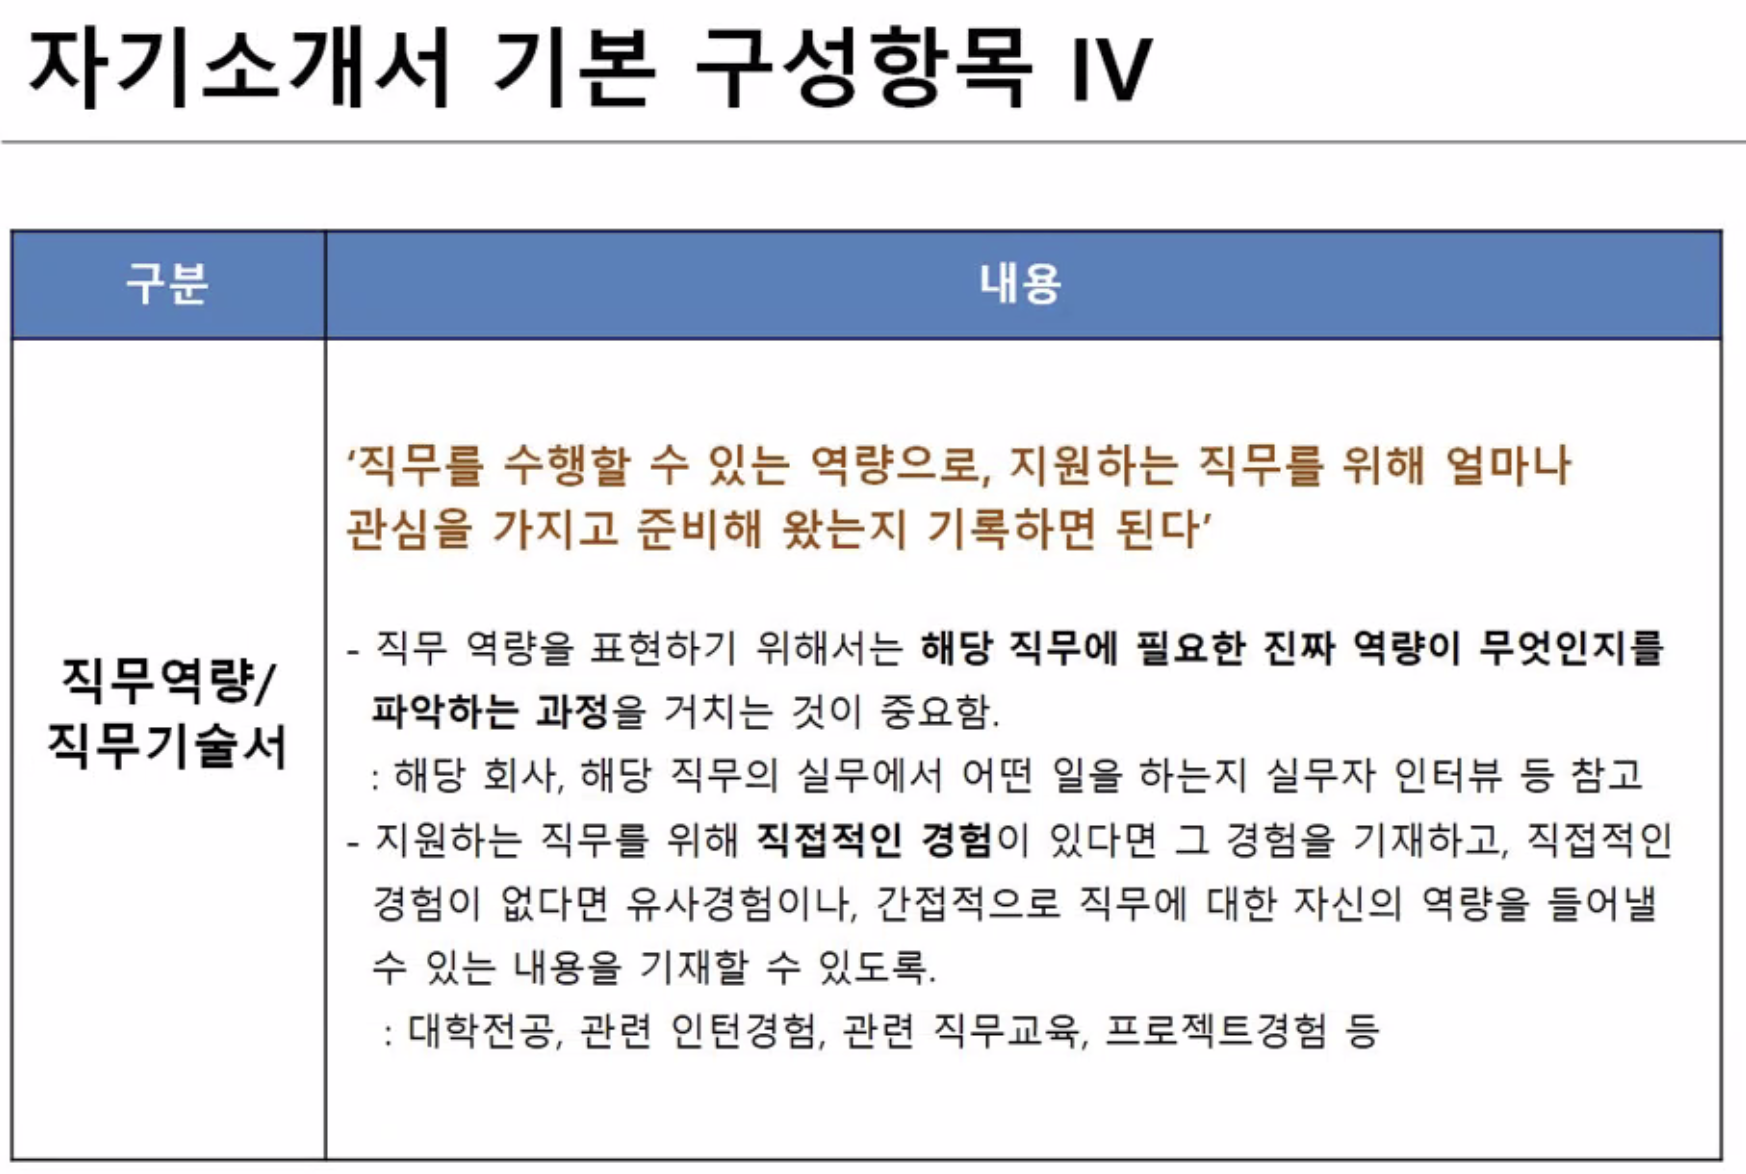 자기소개서 기본 구성항목 IV
구분
내용
직무역량/
직무기술서
‘직무를 수행할 수 있는 역량으로, 지원하는 직무를 위해 얼마나
관심을 가지고 준비해 왔는지 기록하면 된다’
- 직무 역량을 표현하기 위해서는 해당 직무에 필요한 진짜 역량이 무엇인지를
파악하는 과정을 거치는 것이 중요함.
: 해당 회사, 해당 직무의 실무에서 어떤 일을 하는지 실무자 인터뷰 등 참고
- 지원하는 직무를 위해 직접적인 경험이 있다면 그 경험을 기재하고, 직접적인
경험이 없다면 유사경험이나, 간접적으로 직무에 대한 자신의 역량을 들어낼
수 있는 내용을 기재할 수 있도록.
: 대학전공, 관련 인턴경험, 관련 직무교육, 프로젝트경험 등